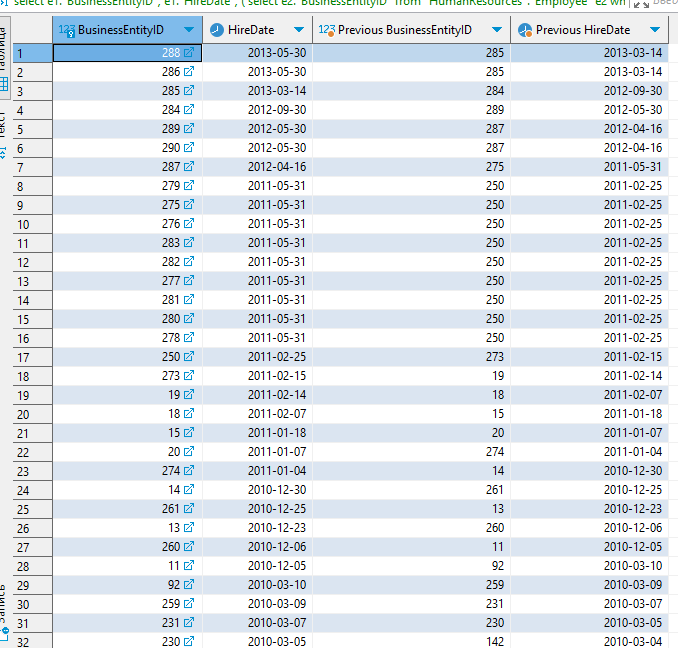 select e1."BusinessEntityID", e1."HireDate", ( select e2."BusinessEntityID" from "HumanResources"."Employee" e2 wh
Таблица
Текст
Запись
BusinessEntityID HireDate Previous BusinessEntityID Previous HireDate
1 288 2013-05-30 285 2013-03-14
2 286 2013-05-30 285 2013-03-14
3 285 2013-03-14 284 2012-09-30
4 284 2012-09-30 289 2012-05-30
5 289 2012-05-30 287 2012-04-16
6 290 2012-05-30 287 2012-04-16
7 287 2012-04-16 275 2011-05-31
8 279 2011-05-31 250 2011-02-25
9 275 2011-05-31 250 2011-02-25
10 276 2011-05-31 250 2011-02-25
11 283 2011-05-31 250 2011-02-25
12 282 2011-05-31 250 2011-02-25
13 277 2011-05-31 250 2011-02-25
14 281 2011-05-31 250 2011-02-25
15 280 2011-05-31 250 2011-02-25
16 278 2011-05-31 250 2011-02-25
17 250 2011-02-25 273 2011-02-15
18 273 2011-02-15 19 2011-02-14
19 19 2011-02-14 18 2011-02-07
20 18 2011-02-07 15 2011-01-18
21 15 2011-01-18 20 2011-01-07
22 20 2011-01-07 274 2011-01-04
23 274 2011-01-04 14 2010-12-30
24 14 2010-12-30 261 2010-12-25
25 261 2010-12-25 13 2010-12-23
26 13 2010-12-23 260 2010-12-06
27 260 2010-12-06 11 2010-12-05
28 11 2010-12-05 92 2010-03-10
29 92 2010-03-10 259 2010-03-09
30 259 2010-03-09 231 2010-03-07
31 231 2010-03-07 230 2010-03-05
32 230 2010-03-05 142 2010-03-04